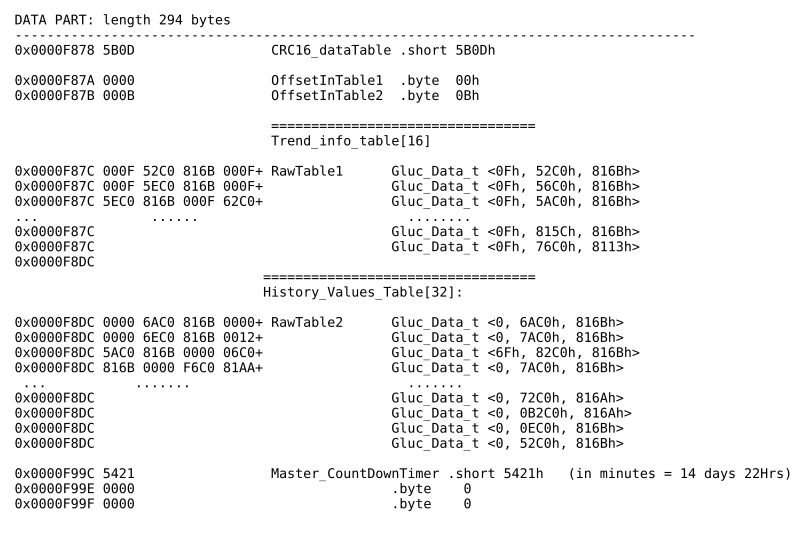 DATA PART: length 294 bytes
-------------------------------------------------------------------------------------
0x0000F878 5B0D                 CRC16_dataTable .short 5B0Dh
0x0000F87A 0000                 OffsetInTable1  .byte  00h
0x0000F87B 000B                 OffsetInTable2  .byte  0Bh
=================================
Trend_info_table[16]
0x0000F87C 000F 52C0 816B 000F+ RawTable1      Gluc_Data_t <0Fh, 52C0h, 816Bh>
0x0000F87C 000F 5EC0 816B 000F+                Gluc_Data_t <0Fh, 56C0h, 816Bh>
0x0000F87C 5EC0 816B 000F 62C0+                Gluc_Data_t <0Fh, 5AC0h, 816Bh>
...              ......                          ........
0x0000F87C                                     Gluc_Data_t <0Fh, 815Ch, 816Bh>
0x0000F87C                                     Gluc_Data_t <0Fh, 76C0h, 8113h>
0x0000F8DC
==================================
History_Values_Table[32]:
0x0000F8DC 0000 6AC0 816B 0000+ RawTable2      Gluc_Data_t <0, 6AC0h, 816Bh>
0x0000F8DC 0000 6EC0 816B 0012+                Gluc_Data_t <0, 7AC0h, 816Bh>
0x0000F8DC 5AC0 816B 0000 06C0+                Gluc_Data_t <6Fh, 82C0h, 816Bh>
0x0000F8DC 816B 0000 F6C0 81AA+                Gluc_Data_t <0, 7AC0h, 816Bh>
...           .......                           .......
0x0000F8DC                                     Gluc_Data_t <0, 72C0h, 816Ah>
0x0000F8DC                                     Gluc_Data_t <0, 0B2C0h, 816Ah>
0x0000F8DC                                     Gluc_Data_t <0, 0EC0h, 816Bh>
0x0000F8DC                                     Gluc_Data_t <0, 52C0h, 816Bh>
0x0000F99C 5421                 Master_CountDownTimer .short 5421h   (in minutes = 14 days 22Hrs)
0x0000F99E 0000                                .byte    0
0x0000F99F 0000                                .byte    0